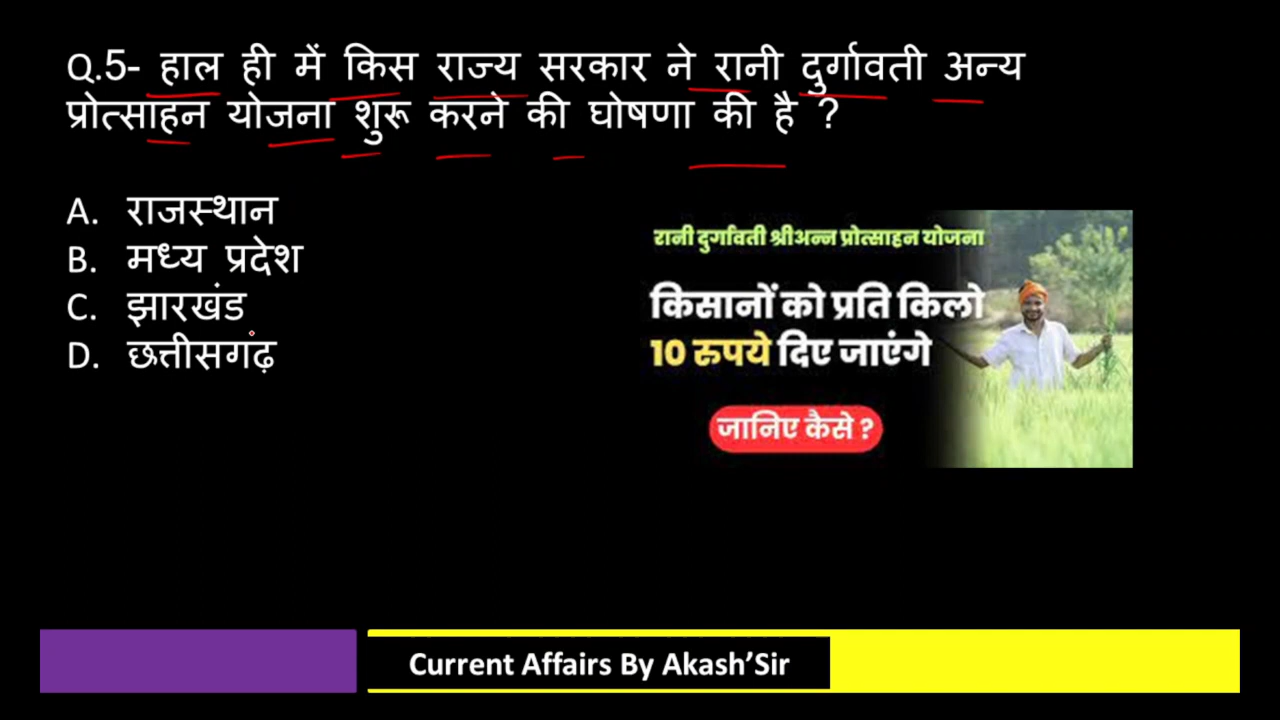 Q.5- हाल ही में किस राज्य सरकार ने रानी दुर्गावती अन्य
प्रोत्साहन योजना शुरू करने की घोषणा की है ?
A. राजस्थान
B. मध्य प्रदेश
C. झारखंड
D. छत्तीसगंढ़
रानी दुर्गावती श्रीअन्न प्रोत्साहन योजना
किसानों को प्रति किलो
10 रुपये दिए जाएंगे
जानिए कैसे ?
Current Affairs By Akash'Sir